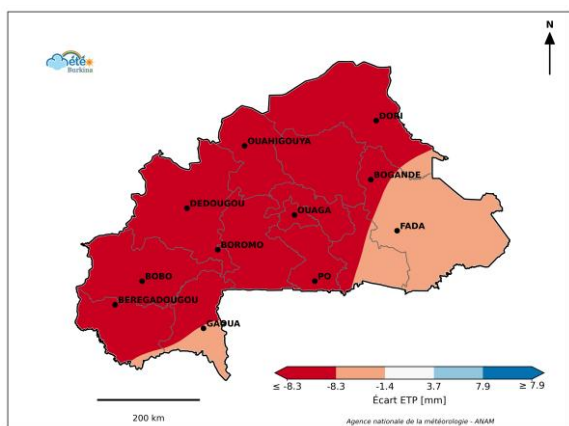 N
Météo
Burkina
DORI
OUAHIGOUYA
BOGANDE
DEDOUGOU
OUAGA
FADA
BOROMO
BOBO
PO
BEREGADOUGOU
GAOUA
≤ -8.3 -8.3 -1.4 3.7 7.9 ≥ 7.9
Écart ETP [mm]
200 km
Agence nationale de la météorologie - ANAM